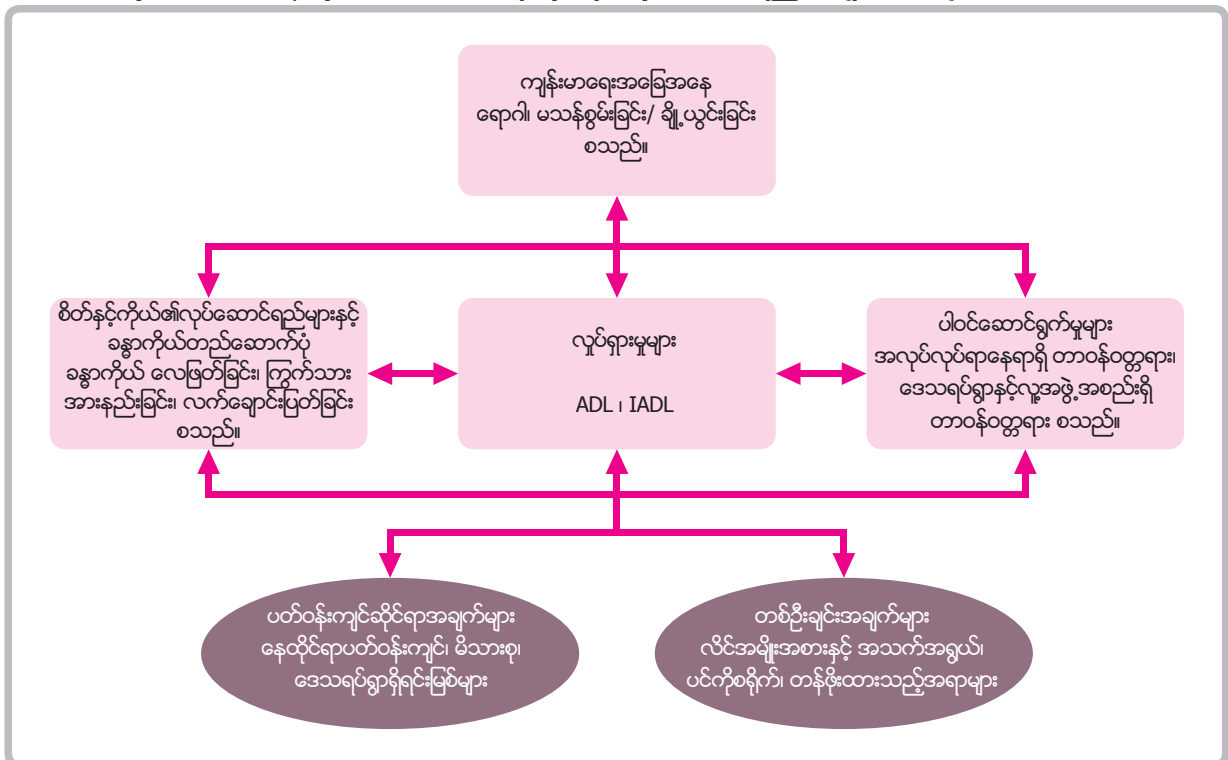 ကျန်းမာရေးအခြေအနေ
ရောဂါ၊ မသန်စွမ်းခြင်း/ ချို့ယွင်းခြင်း
စသည်။
စိတ်နှင့်ကိုယ်၏လုပ်ဆောင်ရည်များနှင့်
ခန္ဓာကိုယ်တည်ဆောက်ပုံ
ခန္ဓာကိုယ် လေဖြတ်ခြင်း၊ ကြွက်သား
အားနည်းခြင်း၊ လက်ချောင်းပြတ်ခြင်း
စသည်။
လှုပ်ရှားမှုများ
ADL ၊ IADL
ပါဝင်ဆောင်ရွက်မှုများ
အလုပ်လုပ်ရာနေရာရှိ တာဝန်ဝတ္တရား၊
ဒေသရပ်ရွာနှင့်လူ့အဖွဲ့အစည်းရှိ
တာဝန်ဝတ္တရား စသည်။
ပတ်ဝန်းကျင်ဆိုင်ရာအချက်များ
နေထိုင်ရာပတ်ဝန်းကျင်၊ မိသားစု၊
ဒေသရပ်ရွာရှိရင်းမြစ်များ
တစ်ဦးချင်းအချက်များ
လိင်အမျိုးအစားနှင့် အသက်အရွယ်၊
ပင်ကိုစရိုက်၊ တန်ဖိုးထားသည့်အရာများ